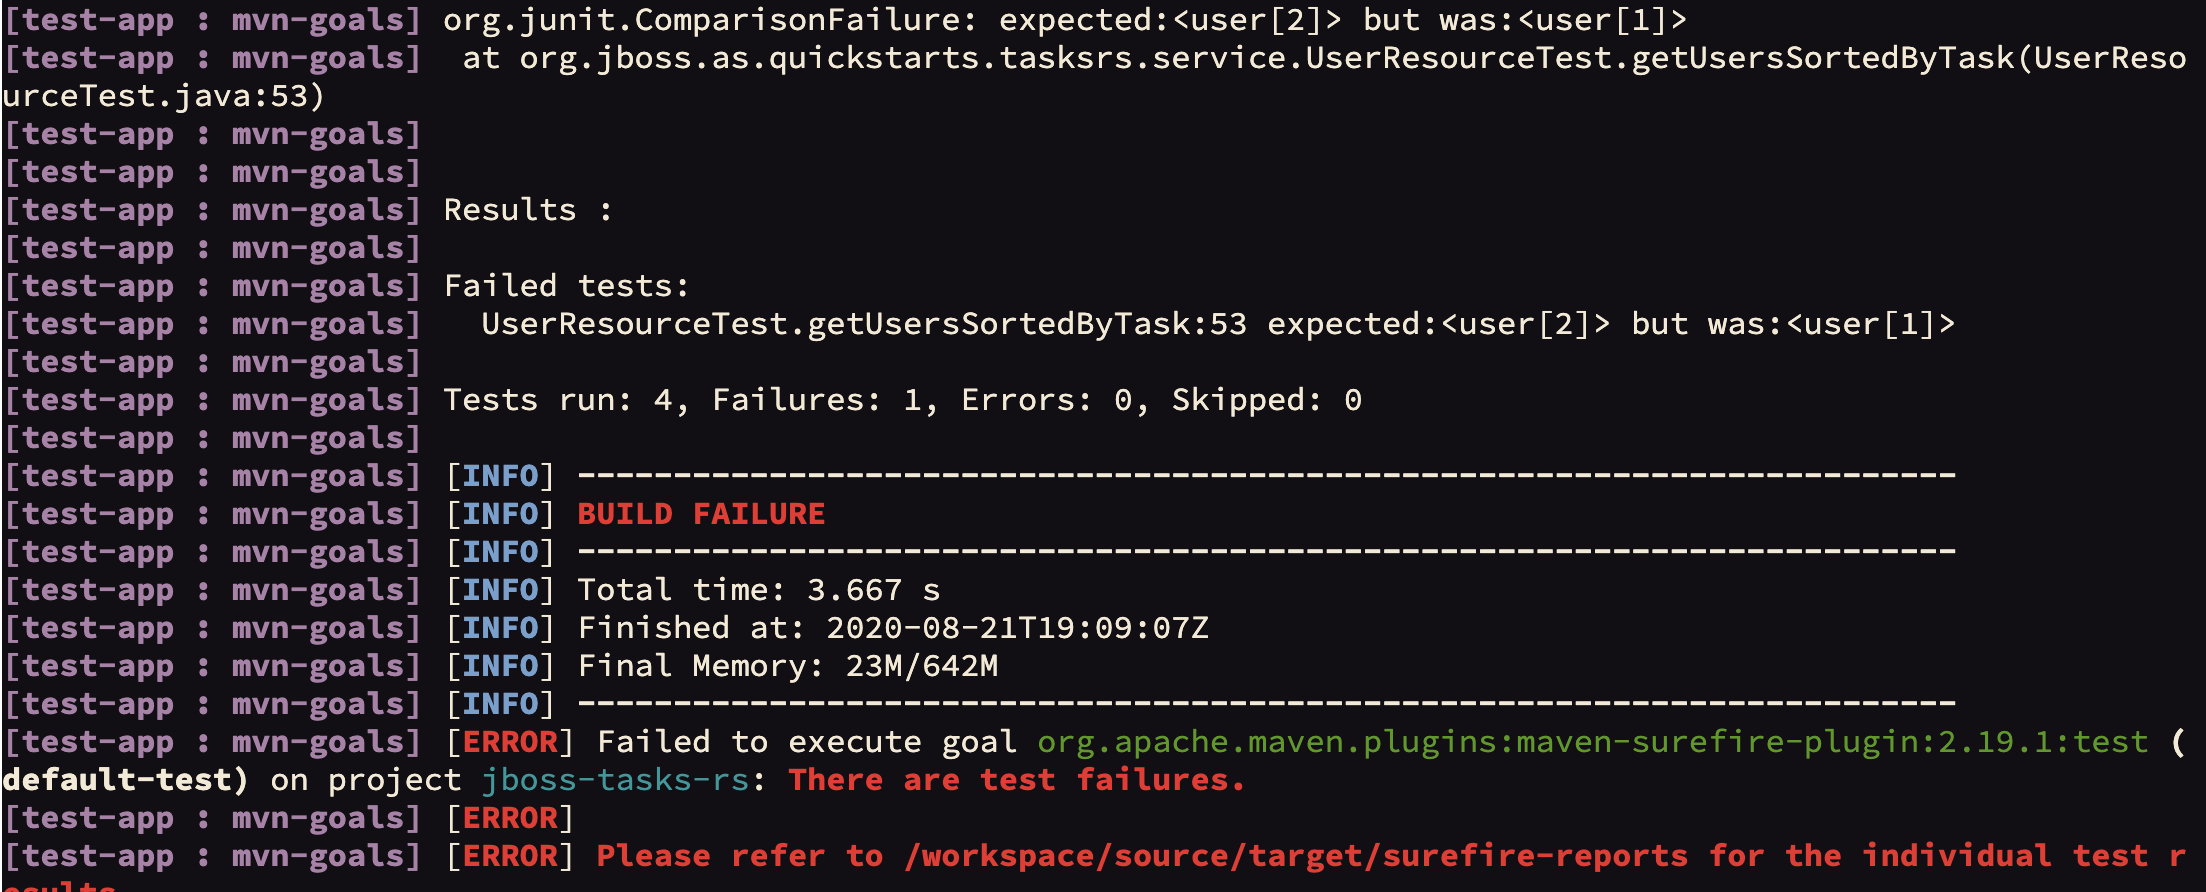 [test-app : mvn-goals] org.junit.ComparisonFailure: expected:<user[2]> but was:<user[1]>
[test-app : mvn-goals]  at org.jboss.as.quickstarts.tasksrs.service.UserResourceTest.getUsersSortedByTask(UserReso
urceTest.java:53)
[test-app : mvn-goals]
[test-app : mvn-goals]
[test-app : mvn-goals] Results :
[test-app : mvn-goals]
[test-app : mvn-goals] Failed tests:
[test-app : mvn-goals]   UserResourceTest.getUsersSortedByTask:53 expected:<user[2]> but was:<user[1]>
[test-app : mvn-goals]
[test-app : mvn-goals] Tests run: 4, Failures: 1, Errors: 0, Skipped: 0
[test-app : mvn-goals]
[test-app : mvn-goals] [INFO] ------------------------------------------------------------------------
[test-app : mvn-goals] [INFO] BUILD FAILURE
[test-app : mvn-goals] [INFO] ------------------------------------------------------------------------
[test-app : mvn-goals] [INFO] Total time: 3.667 s
[test-app : mvn-goals] [INFO] Finished at: 2020-08-21T19:09:07Z
[test-app : mvn-goals] [INFO] Final Memory: 23M/642M
[test-app : mvn-goals] [INFO] ------------------------------------------------------------------------
[test-app : mvn-goals] [ERROR] Failed to execute goal org.apache.maven.plugins:maven-surefire-plugin:2.19.1:test (
default-test) on project jboss-tasks-rs: There are test failures.
[test-app : mvn-goals] [ERROR]
[test-app : mvn-goals] [ERROR] Please refer to /workspace/source/target/surefire-reports for the individual test r
esults